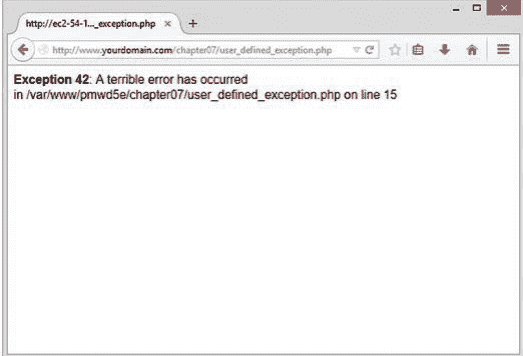 http://ec2-54-1..._exception.php
http://www.yourdomain.com/chapter07/user_defined_exception.php
Exception 42: A terrible error has occurred
in /var/www/pmwd5e/chapter07/user_defined_exception.php on line 15